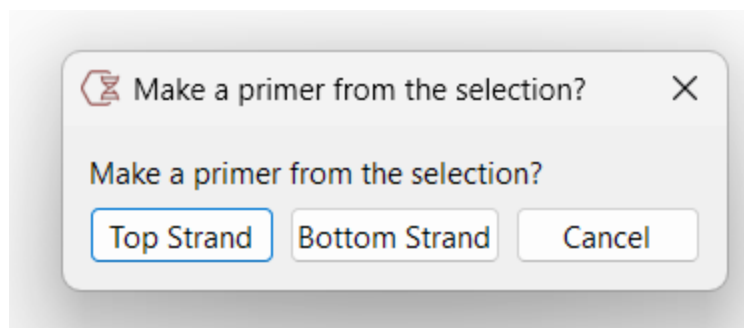 Make a primer from the selection?
Make a primer from the selection?
Top Strand Bottom Strand Cancel